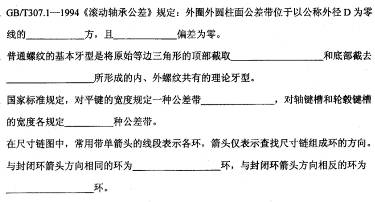 GB/T307.1—1994《滚动轴承公差》规定：外圈外圆柱面公差带位于以公称外径 D 为零
线的__________方，且__________偏差为零。
普通螺纹的基本牙型是将原始等边三角形的顶部截取______________和底部截去
______________所形成的内、外螺纹共有的理论牙型。
国家标准规定，对平键的宽度规定一种公差带__________，对轴键槽和轮毂键槽
的宽度各规定________种公差带。
在尺寸链图中，常用带单箭头的线段表示各环，箭头仅表示查找尺寸链组成环的方向。
与封闭环箭头方向相同的环为______________环，与封闭环箭头方向相反的环为
______________环。